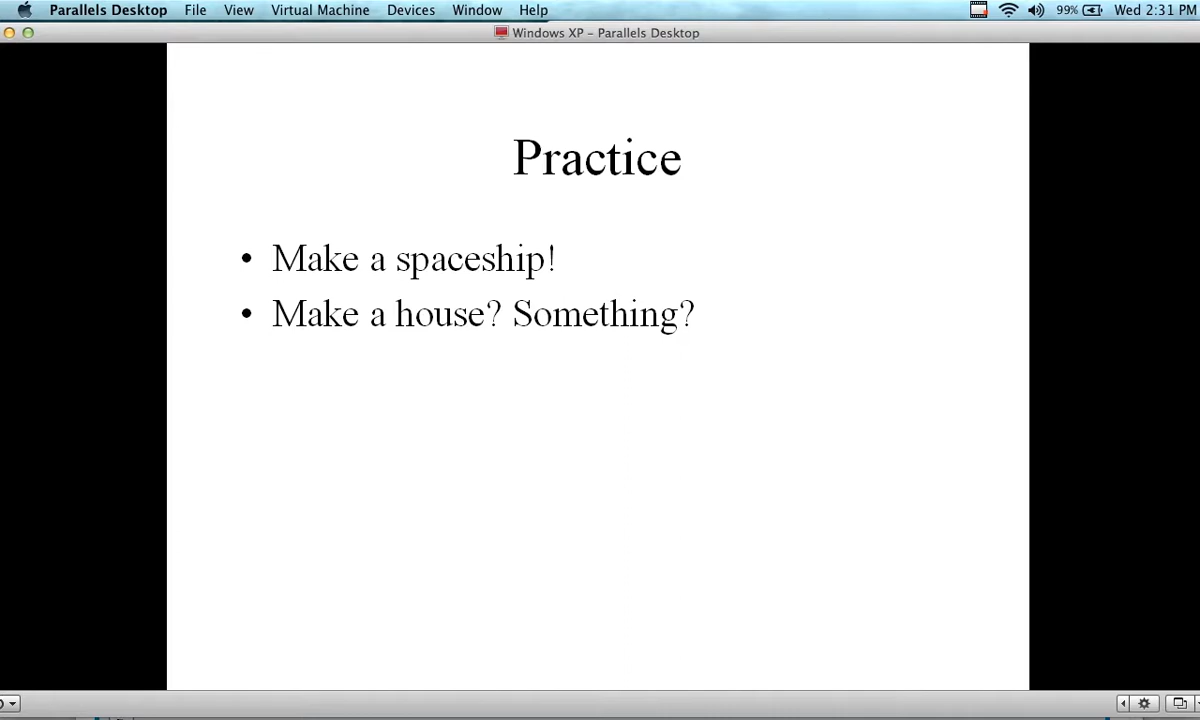 Parallels Desktop File View Virtual Machine Devices Window Help 99% Wed 2:31 PM
Windows XP – Parallels Desktop
Practice
• Make a spaceship!
• Make a house? Something?